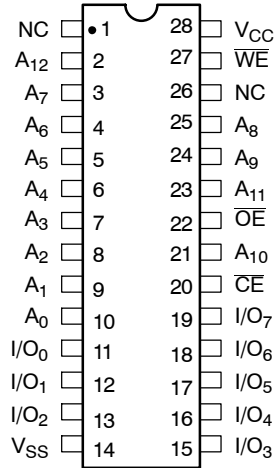 NC 1 28 VCC
A12 2 27 WE
A7 3 26 NC
A6 4 25 A8
A5 5 24 A9
A4 6 23 A11
A3 7 22 OE
A2 8 21 A10
A1 9 20 CE
A0 10 19 I/O7
I/O0 11 18 I/O6
I/O1 12 17 I/O5
I/O2 13 16 I/O4
VSS 14 15 I/O3